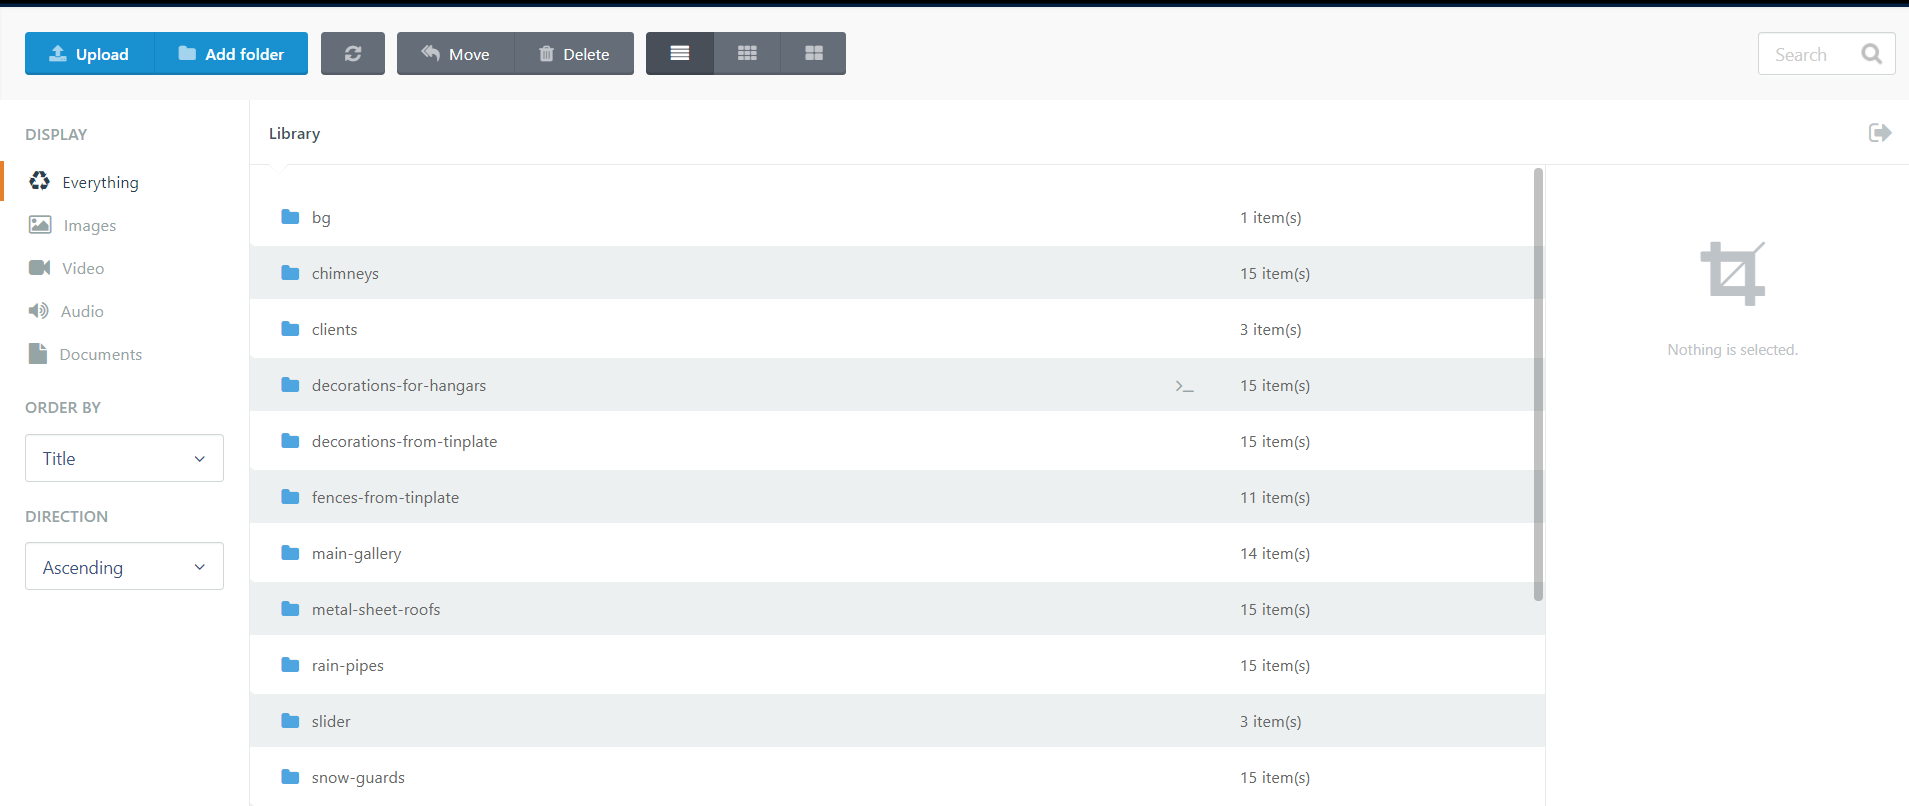 Upload Add folder Move Delete Search
DISPLAY
Everything
Images
Video
Audio
Documents
ORDER BY
Title
DIRECTION
Ascending
Library
bg 1 item(s)
chimneys 15 item(s)
clients 3 item(s)
decorations-for-hangars 15 item(s)
decorations-from-tinplate 15 item(s)
fences-from-tinplate 11 item(s)
main-gallery 14 item(s)
metal-sheet-roofs 15 item(s)
rain-pipes 15 item(s)
slider 3 item(s)
snow-guards 15 item(s)
Nothing is selected.